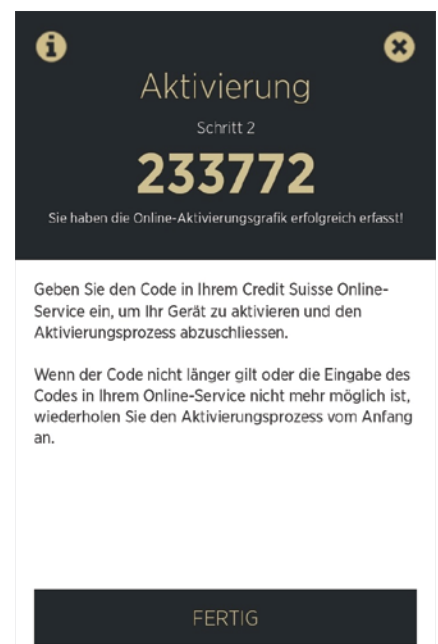 Aktivierung
Schritt 2
233772
Sie haben die Online-Aktivierungsgrafik erfolgreich erfasst!
Geben Sie den Code in Ihrem Credit Suisse Online-
Service ein, um Ihr Gerät zu aktivieren und den
Aktivierungsprozess abzuschliessen.
Wenn der Code nicht länger gilt oder die Eingabe des
Codes in Ihrem Online-Service nicht mehr möglich ist,
wiederholen Sie den Aktivierungsprozess vom Anfang
an.
FERTIG